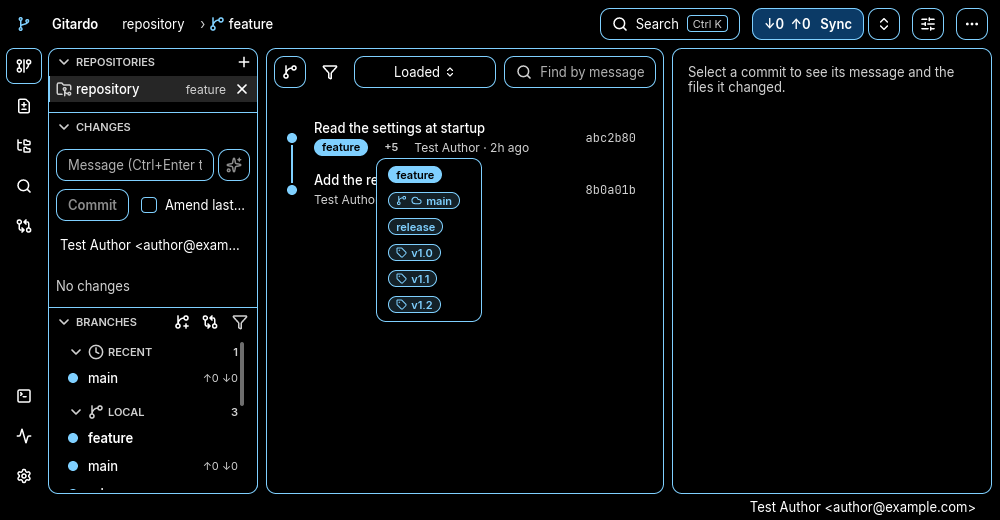 Gitardo repository › feature Search Ctrl K ↓0 ↑0 Sync
REPOSITORIES
repository feature
CHANGES
Message (Ctrl+Enter t
Commit Amend last...
Test Author <author@exam...
No changes
BRANCHES
RECENT 1
main ↑0 ↓0
LOCAL 3
feature
main ↑0 ↓0
Loaded Find by message
Read the settings at startup abc2b80
feature +5 Test Author · 2h ago
Add the re 8b0a01b
Test Autho
feature
main
release
v1.0
v1.1
v1.2
Select a commit to see its message and the
files it changed.
Test Author <author@example.com>